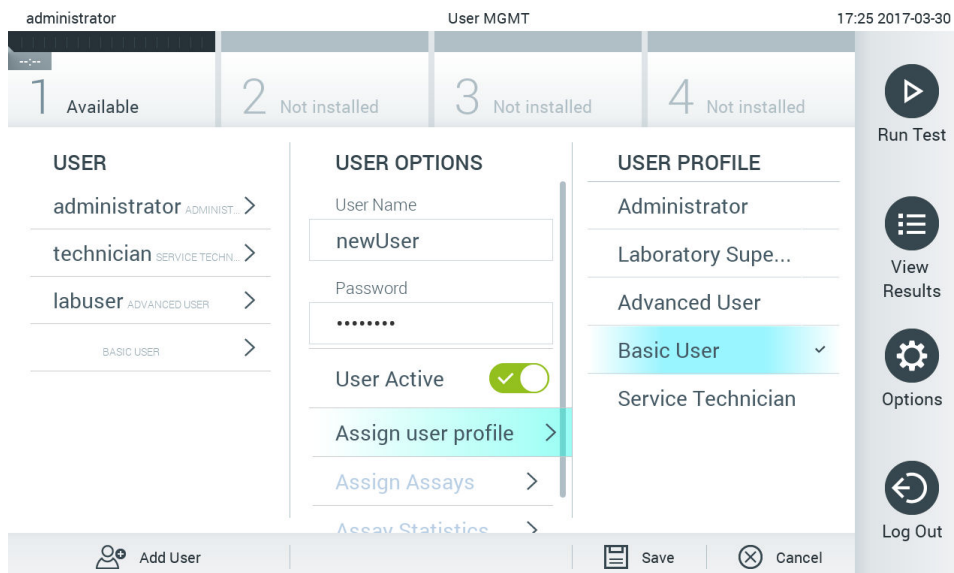 administrator
User MGMT
17:25 2017-03-30
--:--
1 Available
2 Not installed
3 Not installed
4 Not installed
USER
administrator ADMINIST...
technician SERVICE TECHN...
labuser ADVANCED USER
BASIC USER
USER OPTIONS
User Name
newUser
Password
••••••••
User Active
Assign user profile
Assign Assays
Assay Statistics
USER PROFILE
Administrator
Laboratory Supe...
Advanced User
Basic User
Service Technician
Run Test
View
Results
Options
Log Out
Add User
Save
Cancel